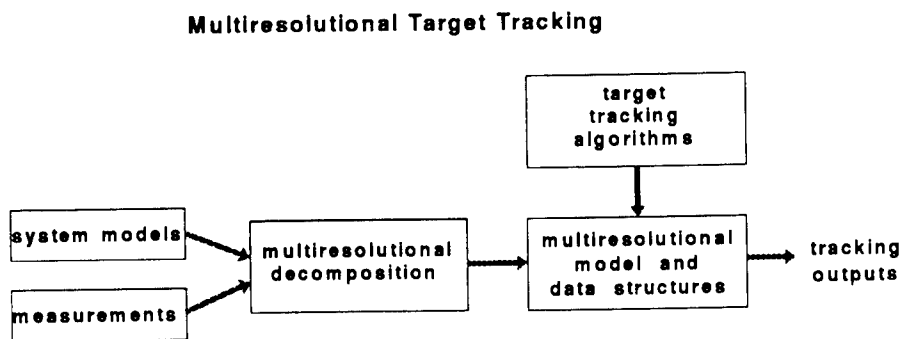 Multiresolutional Target Tracking
target
tracking
algorithms
system models
measurements
multiresolutional
decomposition
multiresolutional
model and
data structures
tracking
outputs